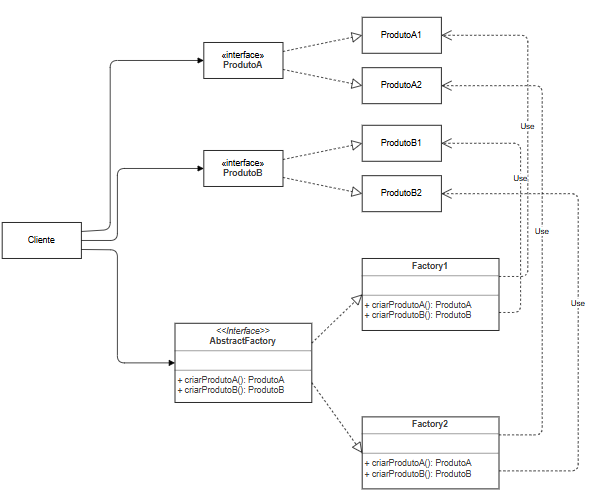 «interface»
ProdutoA
ProdutoA1
ProdutoA2
«interface»
ProdutoB
ProdutoB1
ProdutoB2
Use
Use
Use
Use
Cliente
<<Interface>>
AbstractFactory
+ criarProdutoA(): ProdutoA
+ criarProdutoB(): ProdutoB
Factory1
+ criarProdutoA(): ProdutoA
+ criarProdutoB(): ProdutoB
Factory2
+ criarProdutoA(): ProdutoA
+ criarProdutoB(): ProdutoB